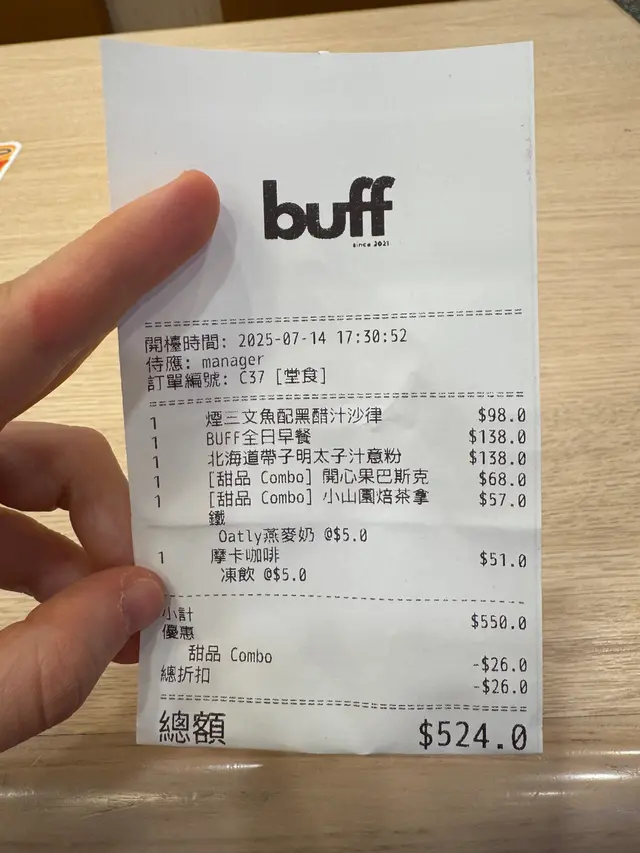 buff
since 2021
開檯時間: 2025-07-14 17:30:52
侍應: manager
訂單編號: C37 [堂食]
1 煙三文魚配黑醋汁沙律 $98.0
1 BUFF全日早餐 $138.0
1 北海道帶子明太子汁意粉 $138.0
1 [甜品 Combo] 開心果巴斯克 $68.0
1 [甜品 Combo] 小山園焙茶拿 $57.0
鐵
Oatly燕麥奶 @$5.0
1 摩卡咖啡 $51.0
凍飲 @$5.0
小計 $550.0
優惠
甜品 Combo -$26.0
總折扣 -$26.0
總額 $524.0